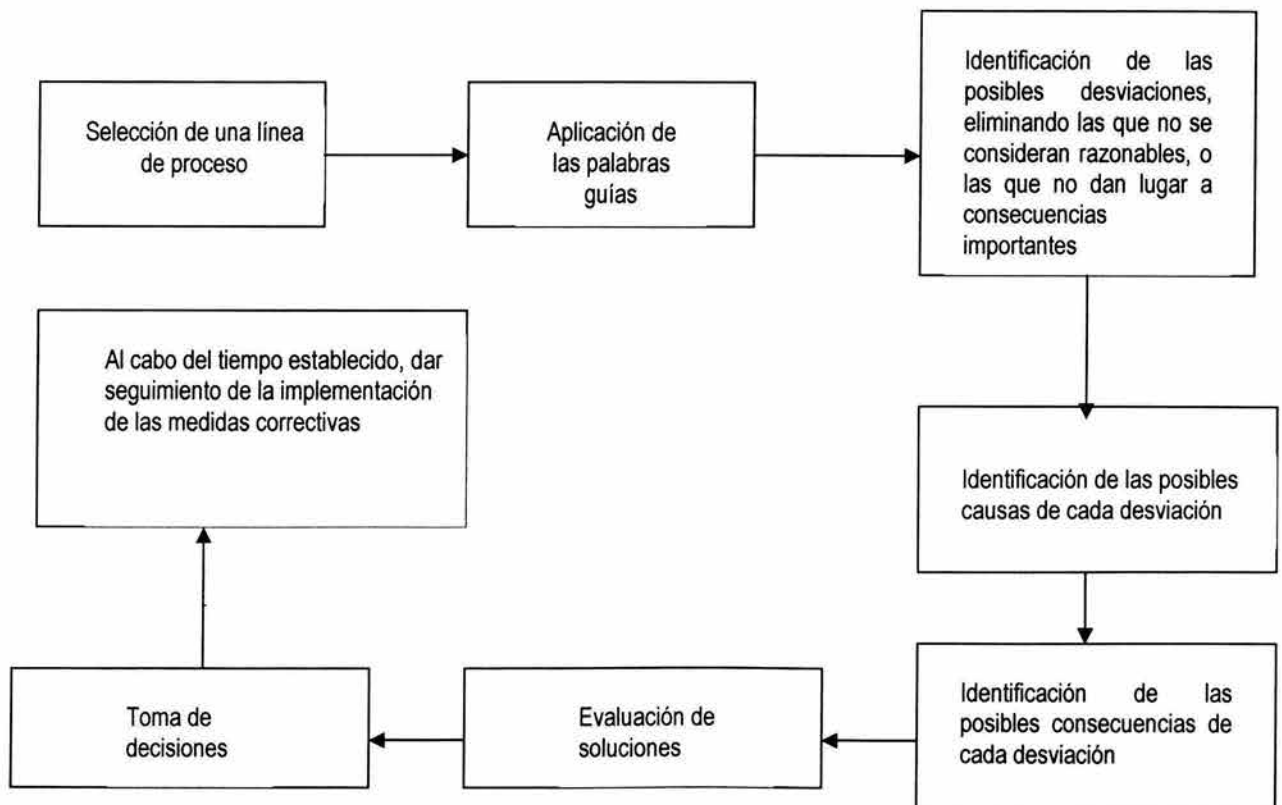 Selección de una línea
de proceso
Aplicación de
las palabras
guías
Identificación de las
posibles desviaciones,
eliminando las que no se
consideran razonables, o
las que no dan lugar a
consecuencias
importantes
Identificación de las posibles
causas de cada desviación
Identificación de las
posibles consecuencias de
cada desviación
Evaluación de
soluciones
Toma de
decisiones
Al cabo del tiempo establecido, dar
seguimiento de la implementación
de las medidas correctivas